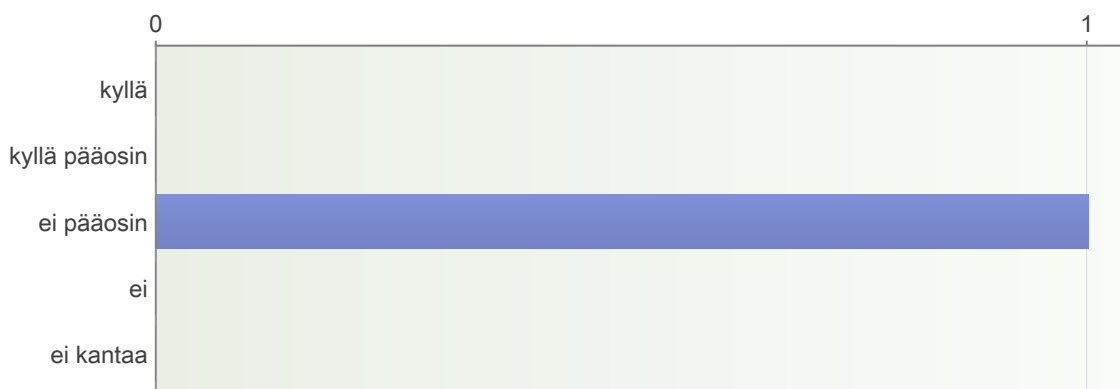 0 1
kyllä
kyllä pääosin
ei pääosin
ei
ei kantaa